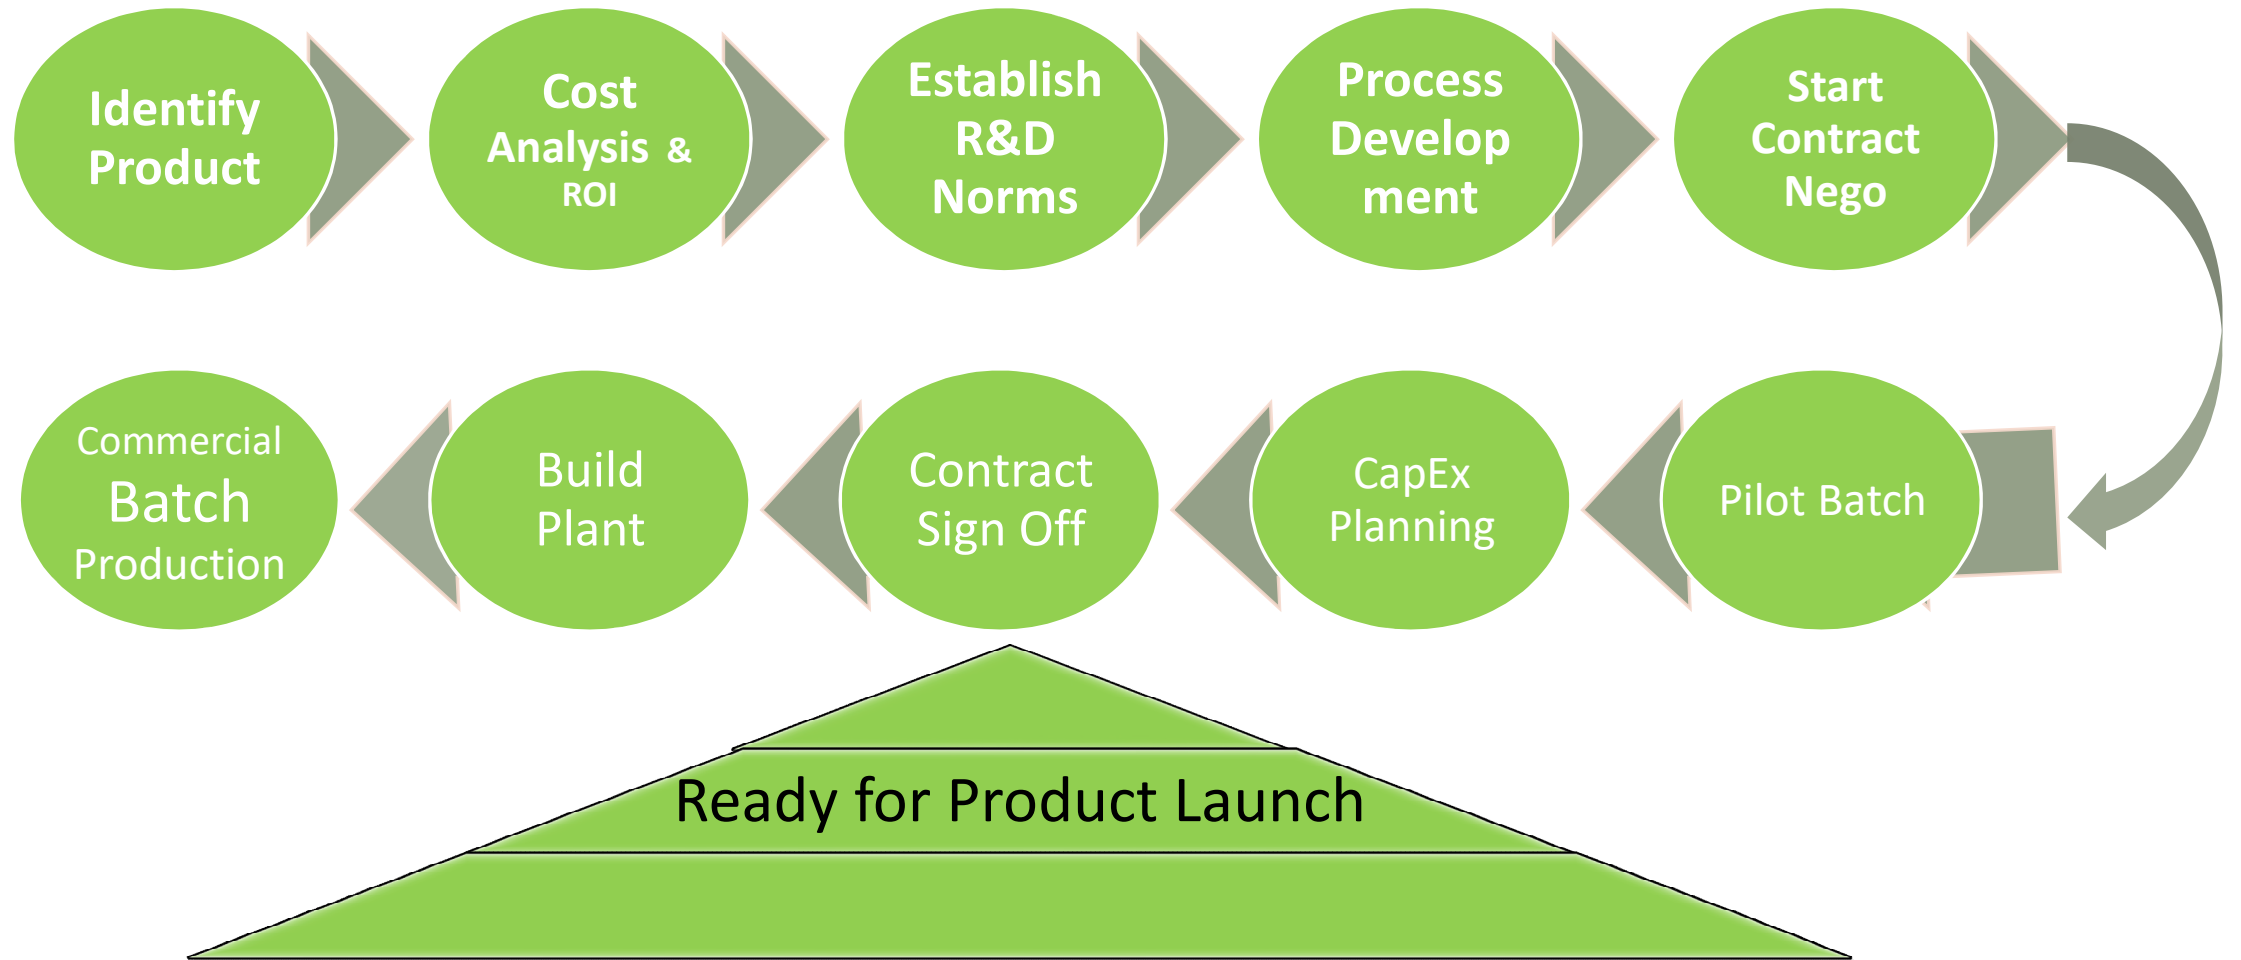 Identify
Product
Cost
Analysis &
ROI
Establish
R&D
Norms
Process
Develop
ment
Start
Contract
Nego
Commercial
Batch
Production
Build
Plant
Contract
Sign Off
CapEx
Planning
Pilot Batch
Ready for Product Launch